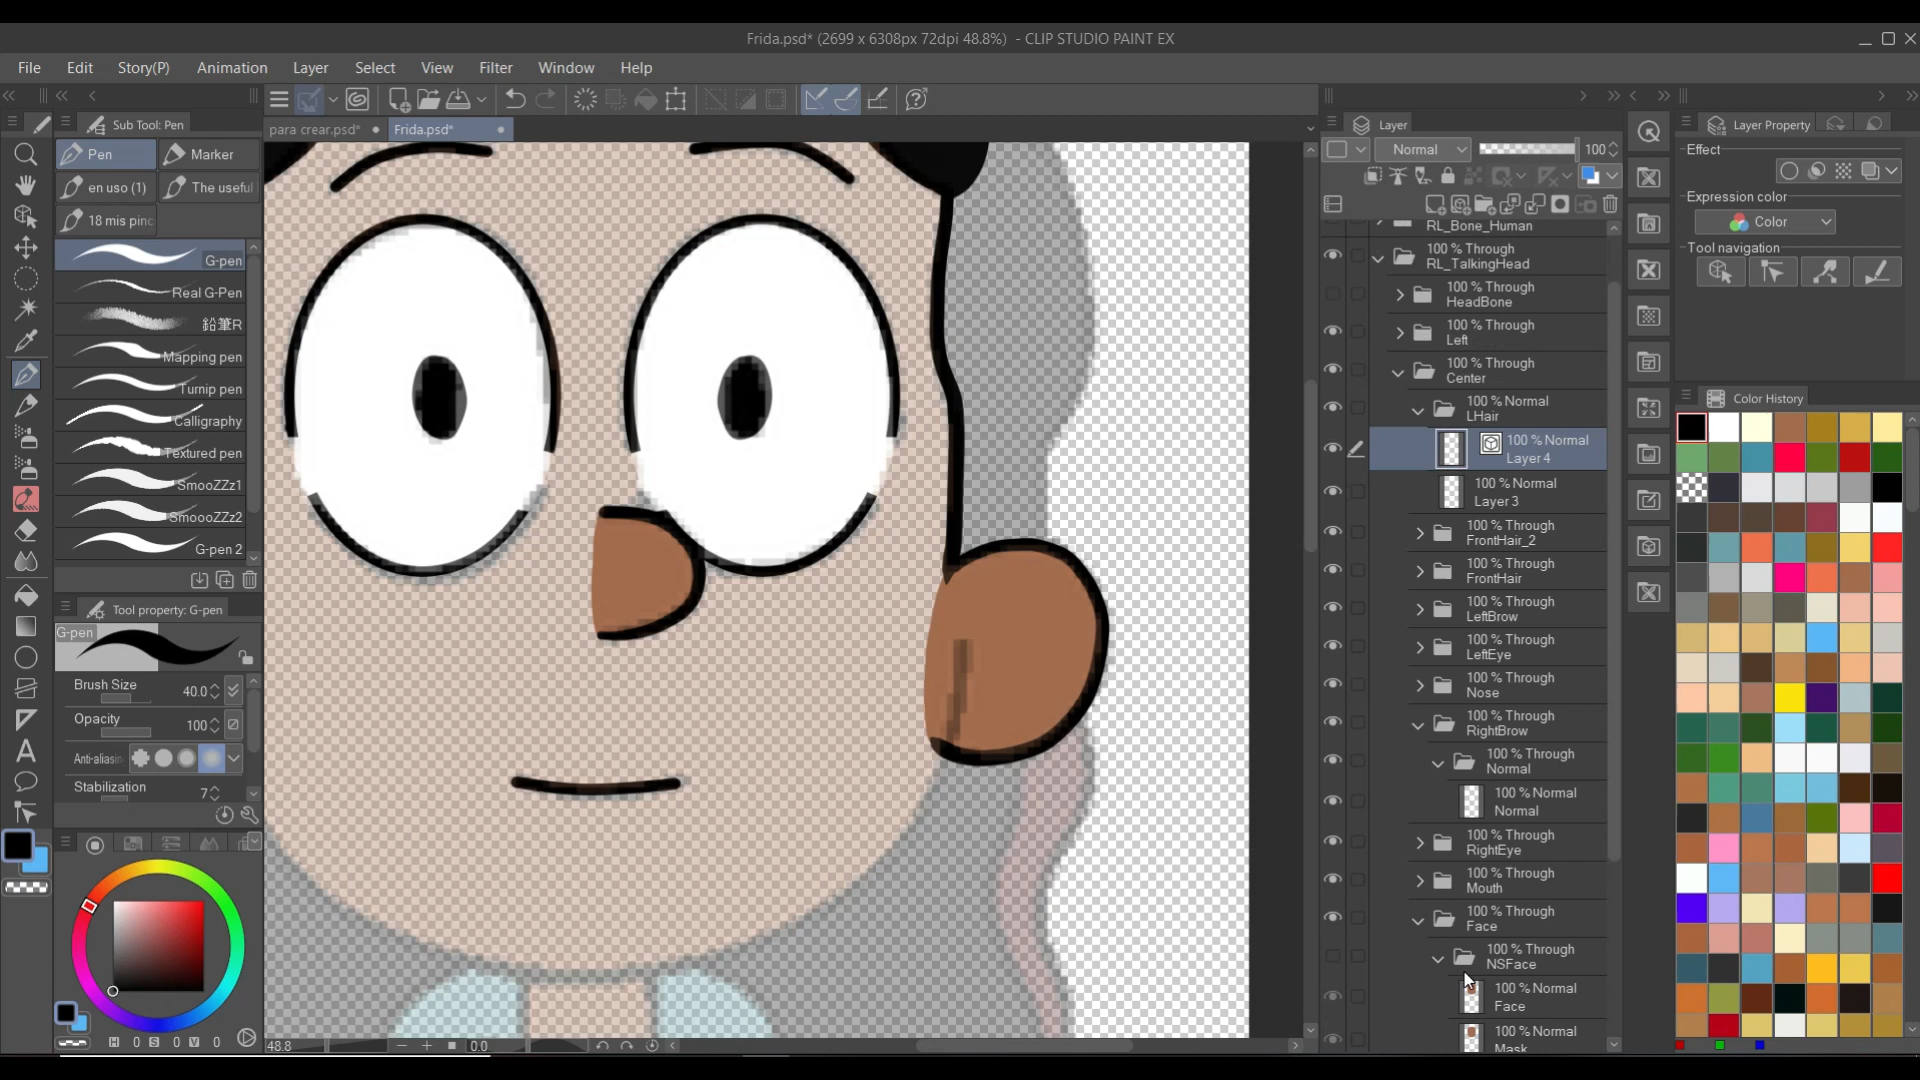 Frida.psd* (2699 x 6308px 72dpi 48.8%) - CLIP STUDIO PAINT EX
File Edit Story(P) Animation Layer Select View Filter Window Help
Sub Tool: Pen
para crear.psd* Frida.psd*
Pen Marker
en uso (1) The useful
18 mis pinc
G-pen
Real G-Pen
鉛筆R
Mapping pen
Turnip pen
Calligraphy
Textured pen
SmooZZz1
SmoooZZz2
G-pen 2
Tool property: G-pen
G-pen
Brush Size 40.0
Opacity 100
Anti-aliasin
Stabilization 7
H 0 S 0 V 0
48.8 0.0
Layer
Normal 100
RL_Bone_Human
100 % Through
RL_TalkingHead
100 % Through
HeadBone
100 % Through
Left
100 % Through
Center
100 % Normal
LHair
100 % Normal
Layer 4
100 % Normal
Layer 3
100 % Through
FrontHair_2
100 % Through
FrontHair
100 % Through
LeftBrow
100 % Through
LeftEye
100 % Through
Nose
100 % Through
RightBrow
100 % Through
Normal
100 % Normal
Normal
100 % Through
RightEye
100 % Through
Mouth
100 % Through
Face
100 % Through
NSFace
100 % Normal
Face
100 % Normal
Mask
Layer Property
Effect
Expression color
Color
Tool navigation
Color History